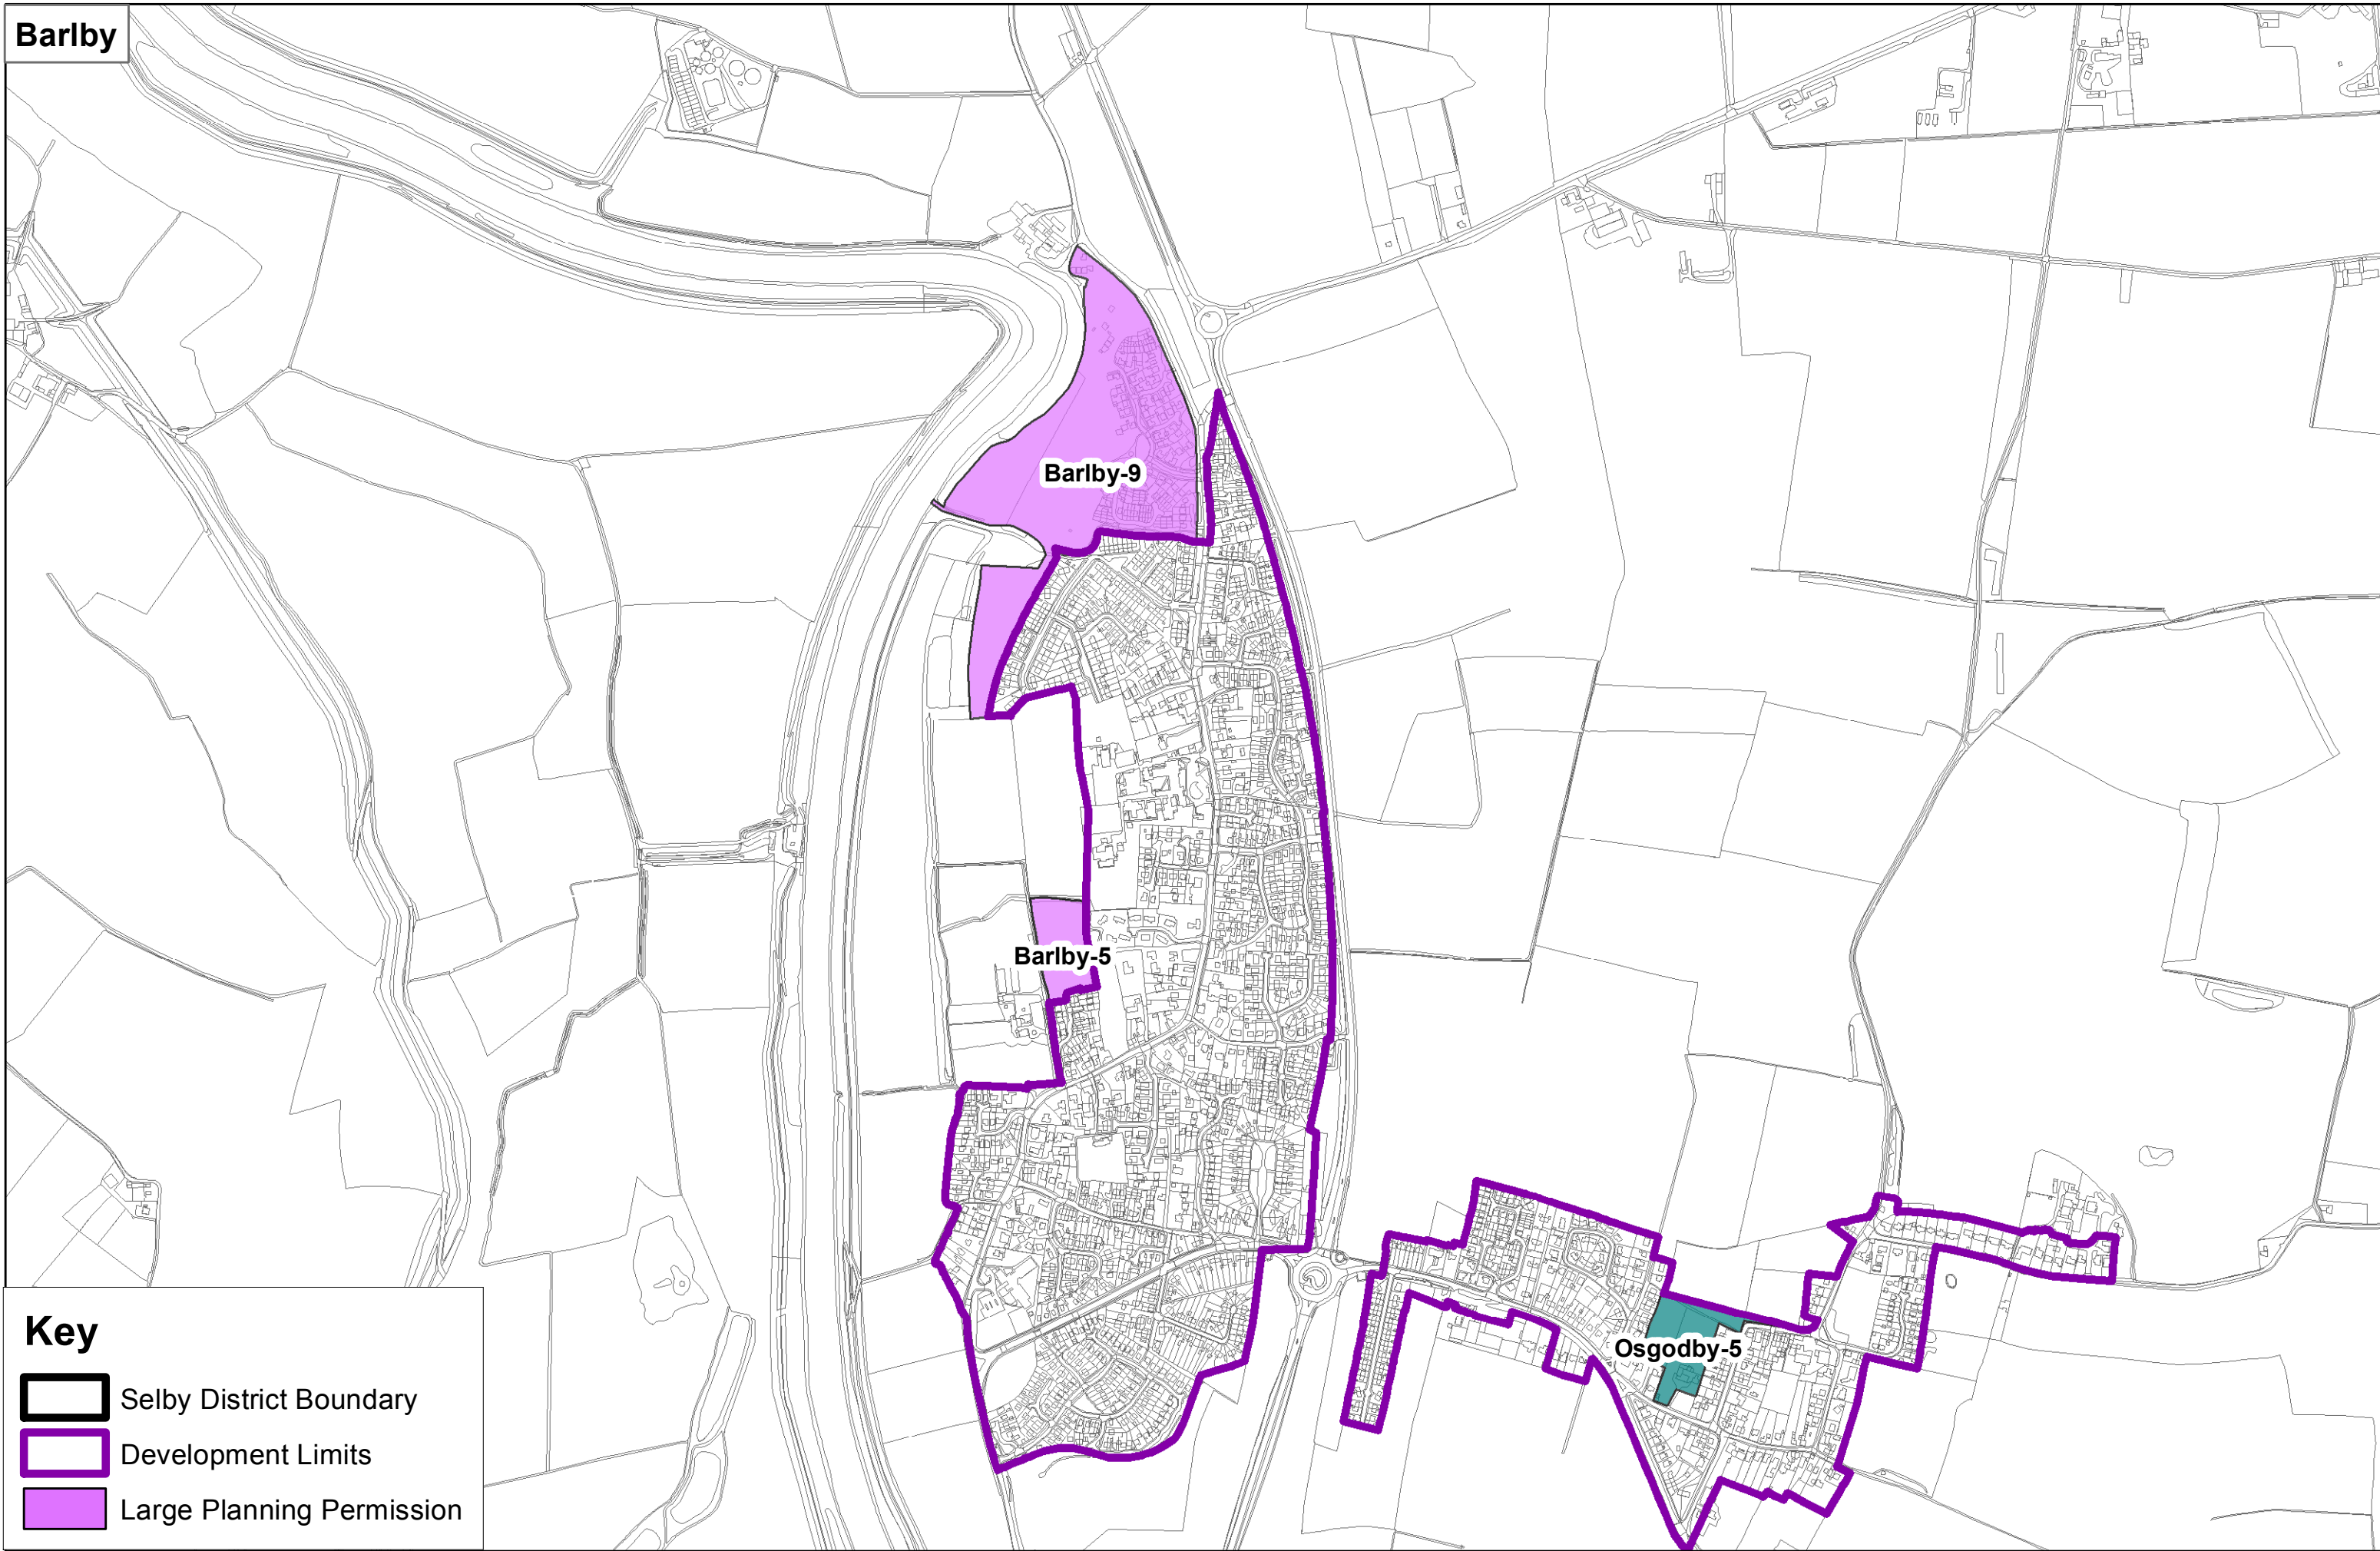 Barlby
Barlby-9
Barlby-5
Osgodby-5
Key
Selby District Boundary
Development Limits
Large Planning Permission